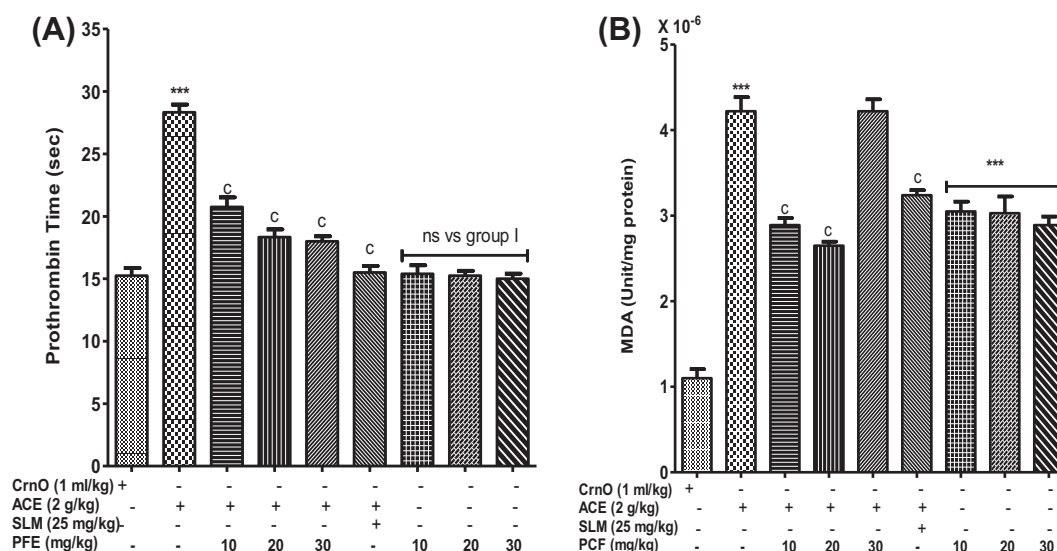 (A)
35
30
25
20
15
10
5
0
Prothrombin Time (sec)
***
c
c
c
c
ns vs group I
CrnO (1 ml/kg) + - - - - - - - -
ACE (2 g/kg) - + + + + + - - -
SLM (25 mg/kg) - - - - - + - - -
PFE (mg/kg) - - 10 20 30 - 10 20 30
(B)
X 10-6
5
4
3
2
1
0
MDA (Unit/mg protein)
***
c
c
c
***
CrnO (1 ml/kg) + - - - - - - - -
ACE (2 g/kg) - + + + + + - - -
SLM (25 mg/kg) - - - - - + - - -
PCF (mg/kg) - - 10 20 30 - 10 20 30